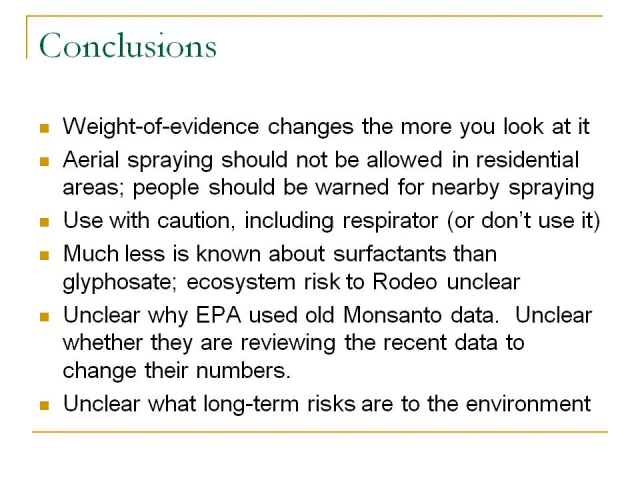 Conclusions
Weight-of-evidence changes the more you look at it
Aerial spraying should not be allowed in residential
areas; people should be warned for nearby spraying
Use with caution, including respirator (or don't use it)
Much less is known about surfactants than
glyphosate; ecosystem risk to Rodeo unclear
Unclear why EPA used old Monsanto data.  Unclear
whether they are reviewing the recent data to
change their numbers.
Unclear what long-term risks are to the environment